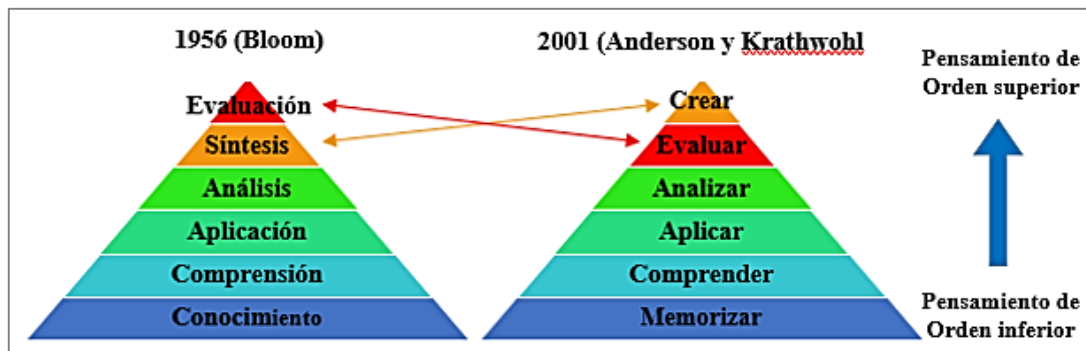 1956 (Bloom)
2001 (Anderson y Krathwohl
Pensamiento de
Orden superior
Evaluación
Síntesis
Análisis
Aplicación
Comprensión
Conocimiento
Crear
Evaluar
Analizar
Aplicar
Comprender
Memorizar
Pensamiento de
Orden inferior